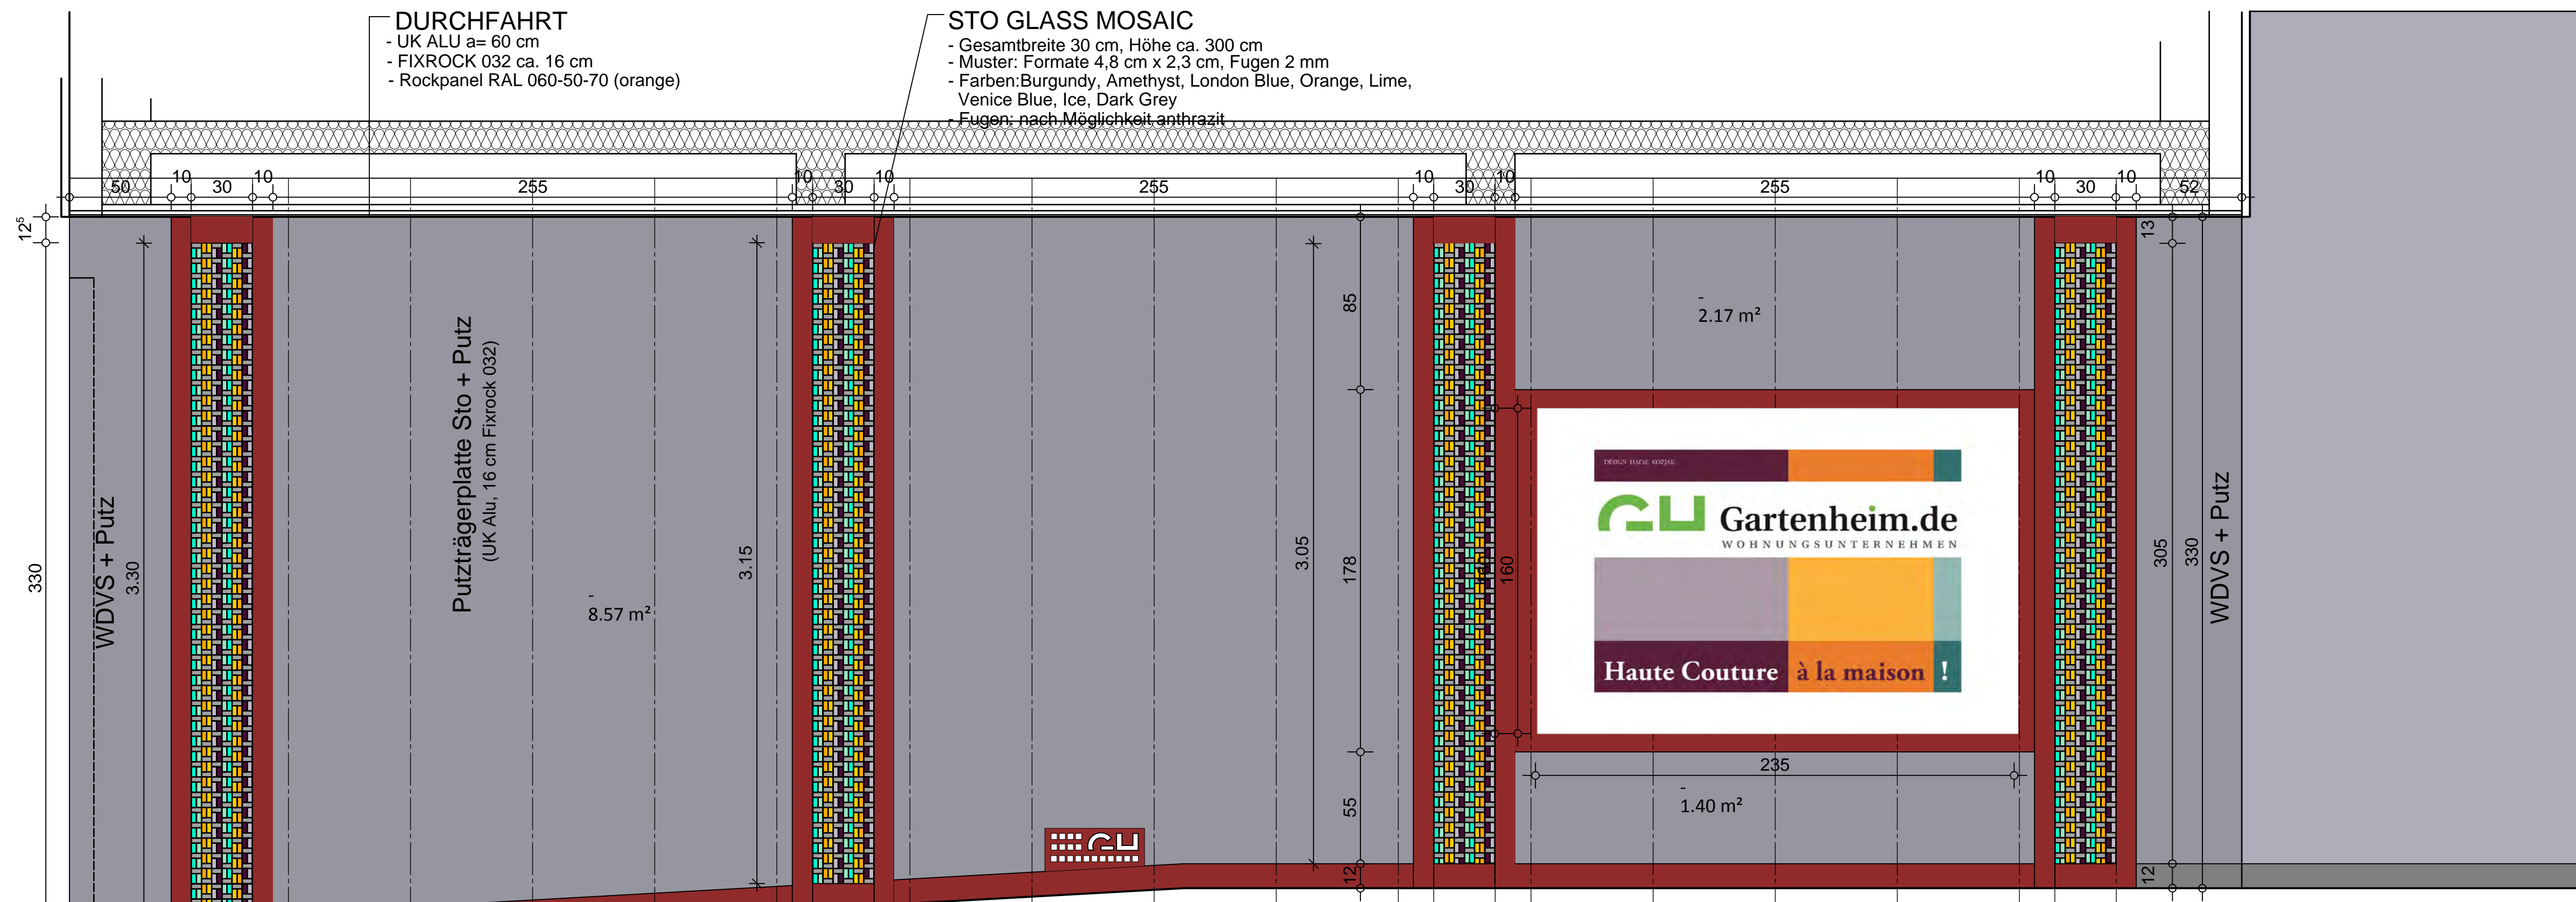 DURCHFAHRT
- UK ALU a= 60 cm
- FIXROCK 032 ca. 16 cm
- Rockpanel RAL 060-50-70 (orange)
STO GLASS MOSAIC
- Gesamtbreite 30 cm, Höhe ca. 300 cm
- Muster: Formate 4,8 cm x 2,3 cm, Fugen 2 mm
- Farben:Burgundy, Amethyst, London Blue, Orange, Lime,
Venice Blue, Ice, Dark Grey
- Fugen: nach Möglichkeit anthrazit
50
10
30
10
255
10
30
10
255
10
30
10
255
10
30
10
52
12⁵
330
WDVS + Putz
3.30
Putzträgerplatte Sto + Putz
(UK Alu, 16 cm Fixrock 032)
-
8.57 m²
3.15
3.05
85
178
55
12
160
-
2.17 m²
DESIGN HAESE KOZJAK
GH Gartenheim.de
WOHNUNGSUNTERNEHMEN
Haute Couture à la maison !
235
-
1.40 m²
GH
13
305
330
12
WDVS + Putz